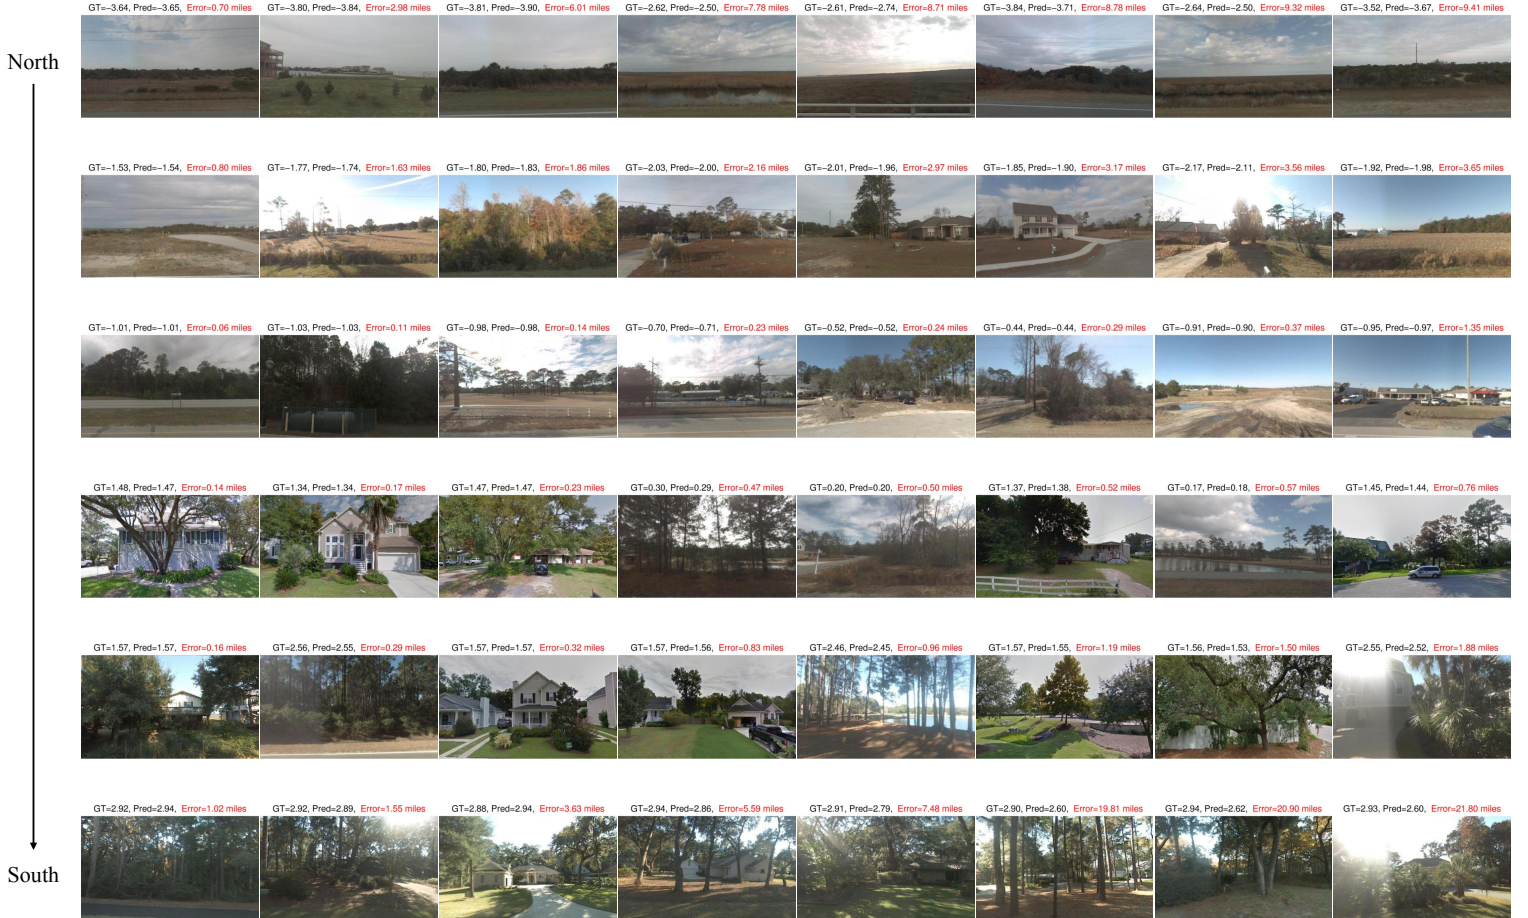 North
GT=−3.64, Pred=−3.65, Error=0.70 miles
GT=−3.80, Pred=−3.84, Error=2.98 miles
GT=−3.81, Pred=−3.90, Error=6.01 miles
GT=−2.62, Pred=−2.50, Error=7.78 miles
GT=−2.61, Pred=−2.74, Error=8.71 miles
GT=−3.84, Pred=−3.71, Error=8.78 miles
GT=−2.64, Pred=−2.50, Error=9.32 miles
GT=−3.52, Pred=−3.67, Error=9.41 miles
GT=−1.53, Pred=−1.54, Error=0.80 miles
GT=−1.77, Pred=−1.74, Error=1.63 miles
GT=−1.80, Pred=−1.83, Error=1.86 miles
GT=−2.03, Pred=−2.00, Error=2.16 miles
GT=−2.01, Pred=−1.96, Error=2.97 miles
GT=−1.85, Pred=−1.90, Error=3.17 miles
GT=−2.17, Pred=−2.11, Error=3.56 miles
GT=−1.92, Pred=−1.98, Error=3.65 miles
GT=−1.01, Pred=−1.01, Error=0.06 miles
GT=−1.03, Pred=−1.03, Error=0.11 miles
GT=−0.98, Pred=−0.98, Error=0.14 miles
GT=−0.70, Pred=−0.71, Error=0.23 miles
GT=−0.52, Pred=−0.52, Error=0.24 miles
GT=−0.44, Pred=−0.44, Error=0.29 miles
GT=−0.91, Pred=−0.90, Error=0.37 miles
GT=−0.95, Pred=−0.97, Error=1.35 miles
GT=1.48, Pred=1.47, Error=0.14 miles
GT=1.34, Pred=1.34, Error=0.17 miles
GT=1.47, Pred=1.47, Error=0.23 miles
GT=0.30, Pred=0.29, Error=0.47 miles
GT=0.20, Pred=0.20, Error=0.50 miles
GT=1.37, Pred=1.38, Error=0.52 miles
GT=0.17, Pred=0.18, Error=0.57 miles
GT=1.45, Pred=1.44, Error=0.76 miles
GT=1.57, Pred=1.57, Error=0.16 miles
GT=2.56, Pred=2.55, Error=0.29 miles
GT=1.57, Pred=1.57, Error=0.32 miles
GT=1.57, Pred=1.56, Error=0.83 miles
GT=2.46, Pred=2.45, Error=0.96 miles
GT=1.57, Pred=1.55, Error=1.19 miles
GT=1.56, Pred=1.53, Error=1.50 miles
GT=2.55, Pred=2.52, Error=1.88 miles
GT=2.92, Pred=2.94, Error=1.02 miles
GT=2.92, Pred=2.89, Error=1.55 miles
GT=2.88, Pred=2.94, Error=3.63 miles
GT=2.94, Pred=2.86, Error=5.59 miles
GT=2.91, Pred=2.79, Error=7.48 miles
GT=2.90, Pred=2.60, Error=19.81 miles
GT=2.94, Pred=2.62, Error=20.90 miles
GT=2.93, Pred=2.60, Error=21.80 miles
South